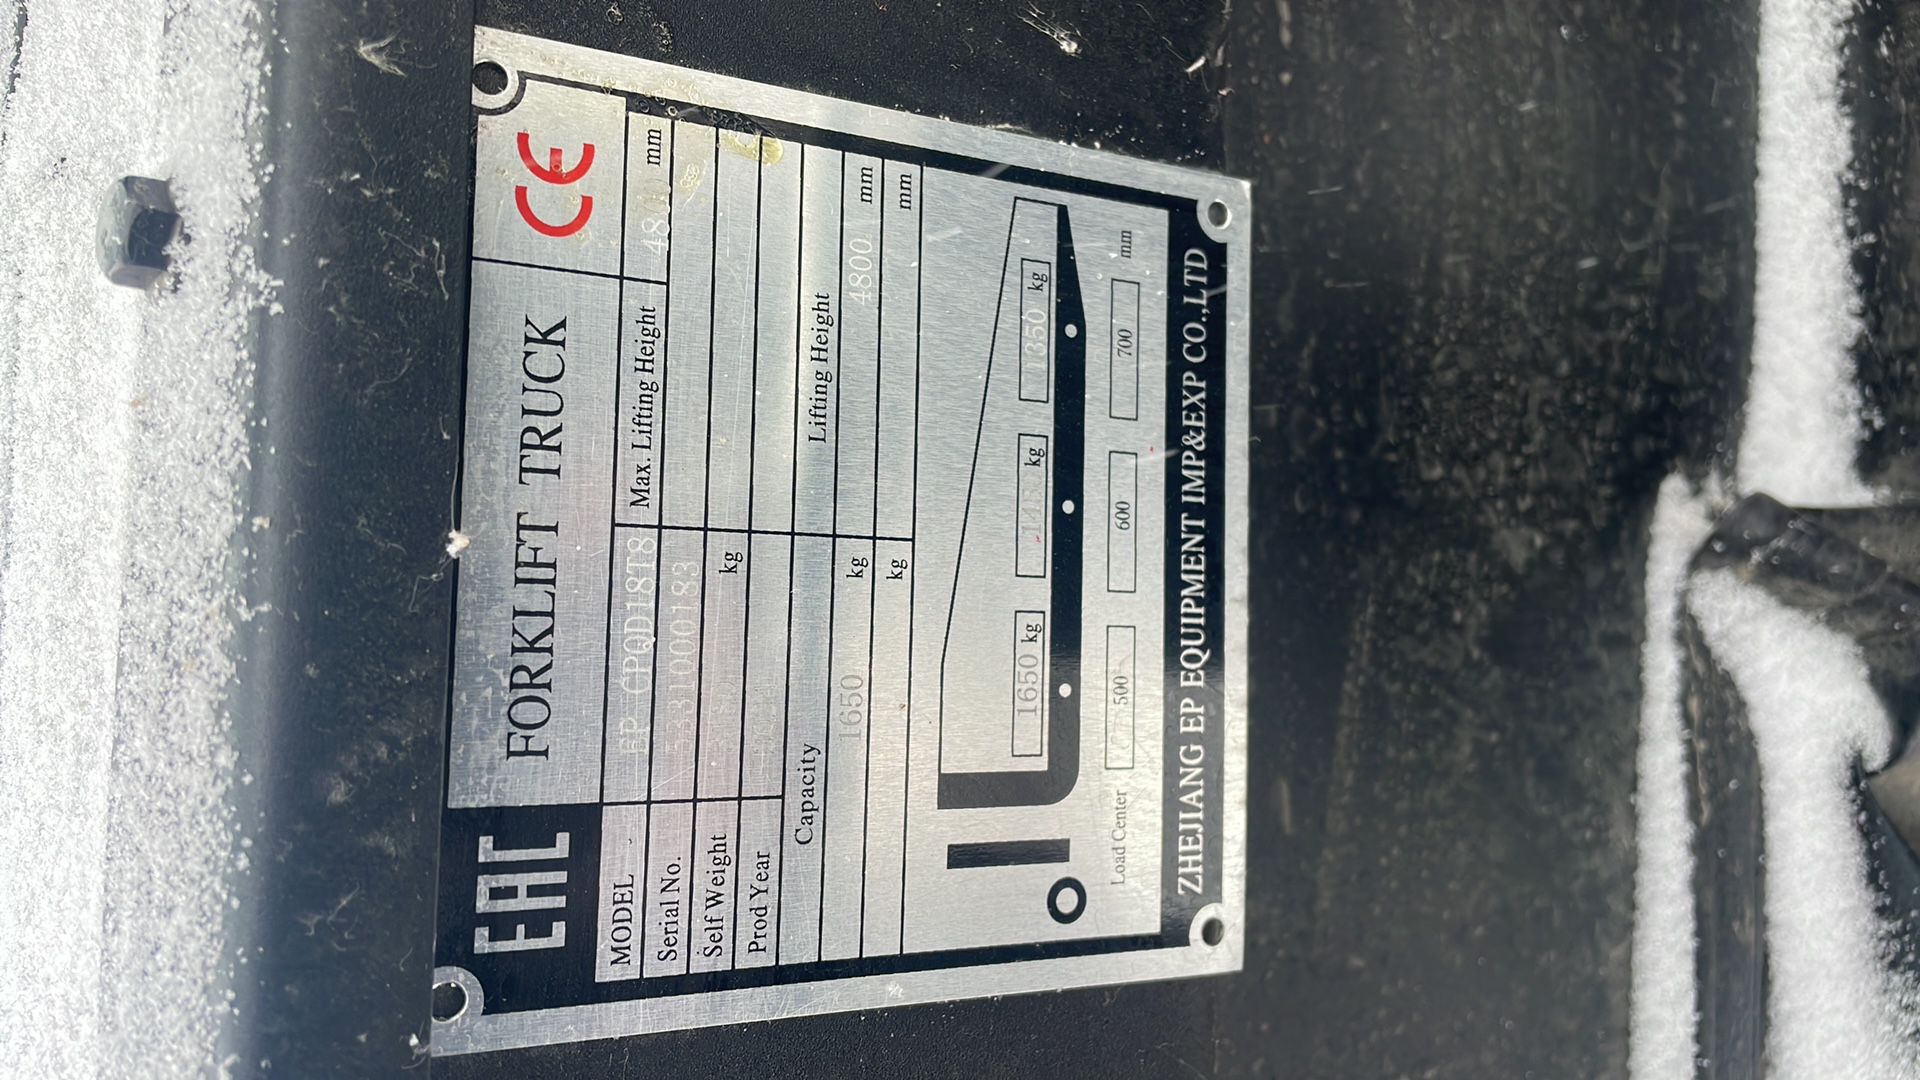 EAC FORKLIFT TRUCK CE
MODEL EP CPQD18T8 Max. Lifting Height mm
Serial No.
Self Weight kg
Prod Year
Capacity Lifting Height
1650 kg 4800 mm
kg mm
1650 kg kg 1350 kg
Load Center 500 600 700 mm
ZHEJIANG EP EQUIPMENT IMP&EXP CO.,LTD